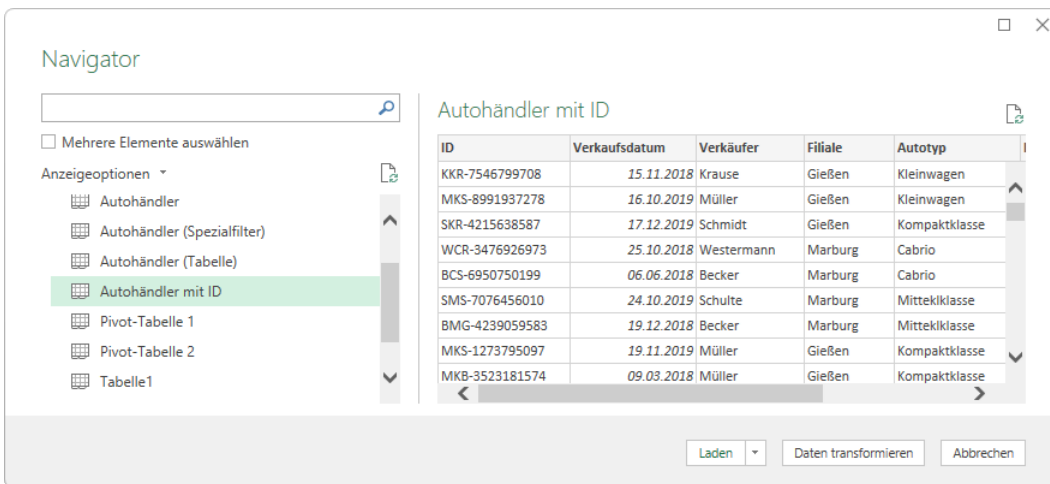 Navigator
Mehrere Elemente auswählen
Anzeigeoptionen
Autohändler
Autohändler (Spezialfilter)
Autohändler (Tabelle)
Autohändler mit ID
Pivot-Tabelle 1
Pivot-Tabelle 2
Tabelle1
Autohändler mit ID
ID Verkaufsdatum Verkäufer Filiale Autotyp
KKR-7546799708 15.11.2018 Krause Gießen Kleinwagen
MKS-8991937278 16.10.2019 Müller Gießen Kleinwagen
SKR-4215638587 17.12.2019 Schmidt Gießen Kompaktklasse
WCR-3476926973 25.10.2018 Westermann Marburg Cabrio
BCS-6950750199 06.06.2018 Becker Marburg Cabrio
SMS-7076456010 24.10.2019 Schulte Marburg Mitteklklasse
BMG-4239059583 19.12.2018 Becker Marburg Mitteklklasse
MKS-1273795097 19.11.2019 Müller Gießen Kompaktklasse
MKB-3523181574 09.03.2018 Müller Gießen Kompaktklasse
Laden Daten transformieren Abbrechen